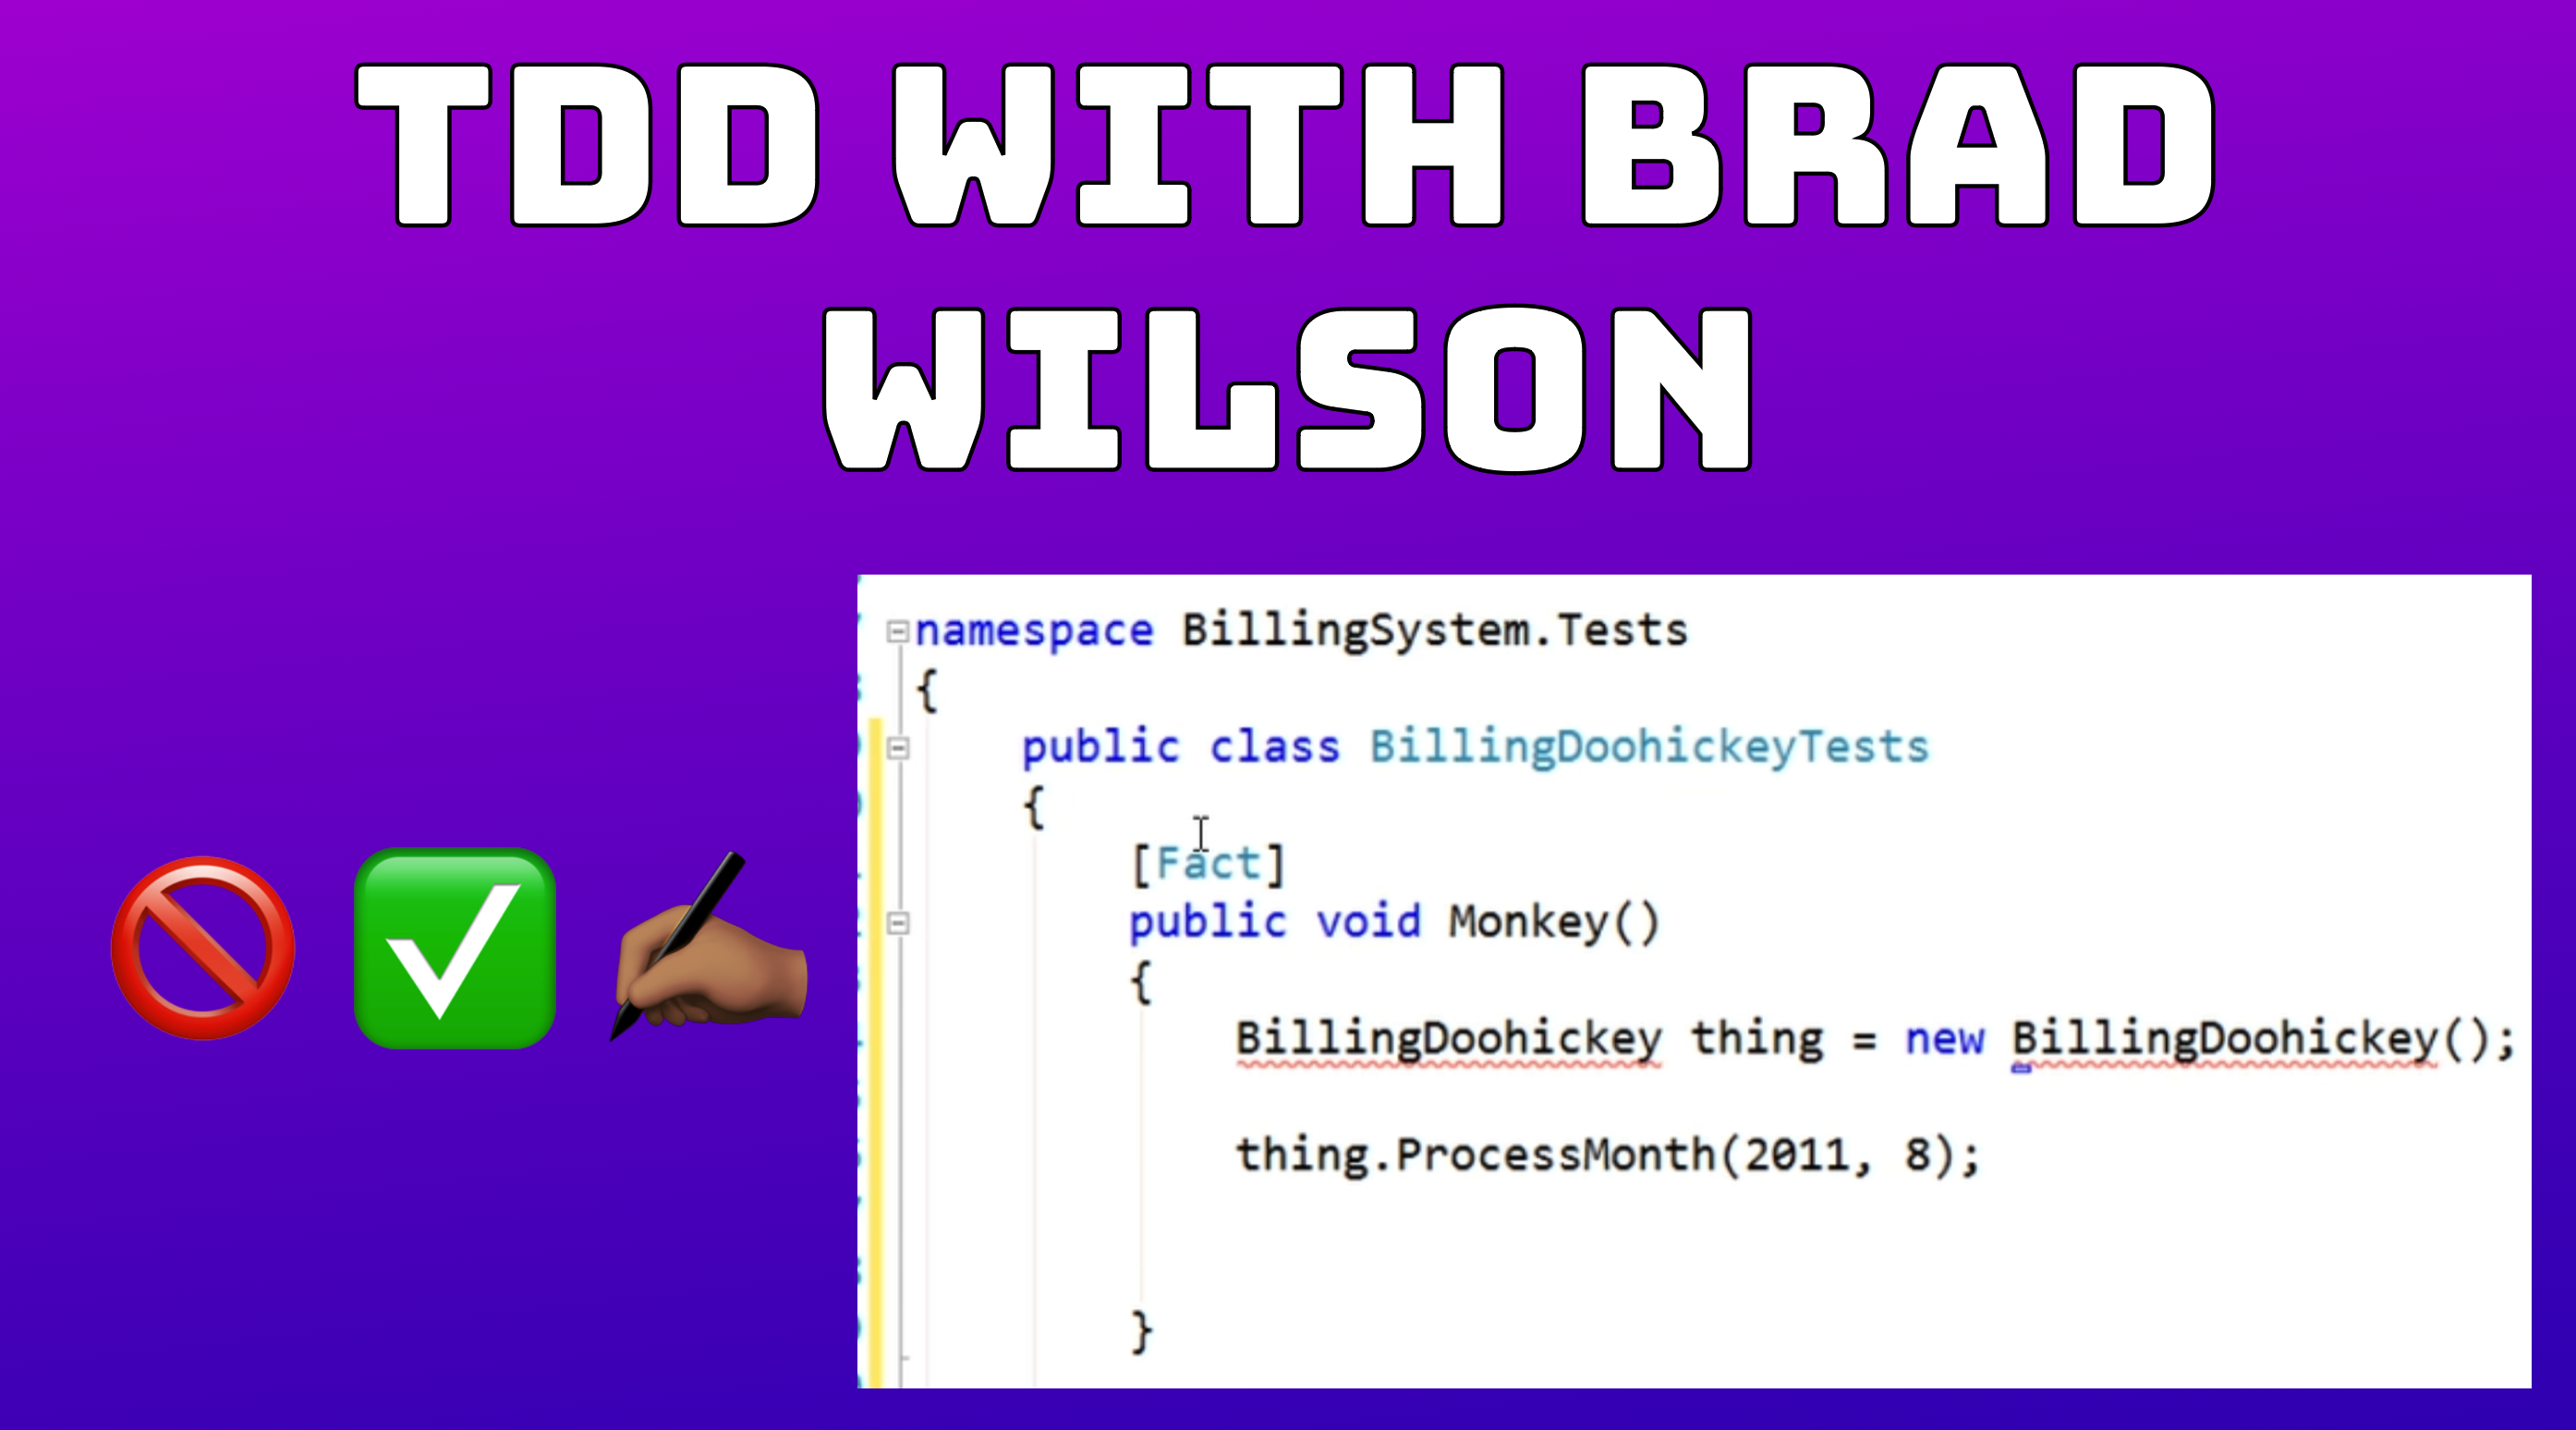 TDD WITH BRAD
WILSON
namespace BillingSystem.Tests
{
public class BillingDoohickeyTests
{
[Fact]
public void Monkey()
{
BillingDoohickey thing = new BillingDoohickey();
thing.ProcessMonth(2011, 8);
}